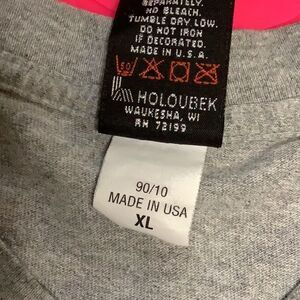 SEPARATELY.
NO BLEACH.
TUMBLE DRY LOW.
DO NOT IRON
IF DECORATED.
MADE IN U.S.A.
50
HOLOUBEK
WAUKESHA, WI
RN 72199
90/10
MADE IN USA
XL